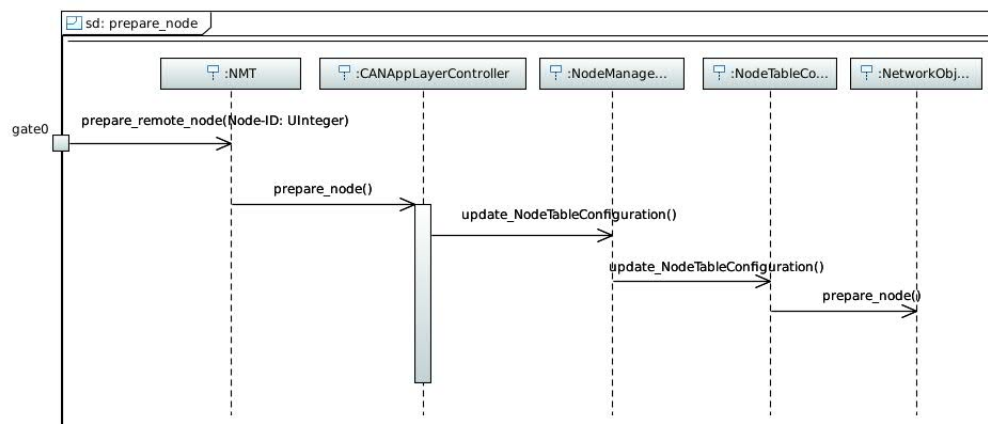 sd: prepare_node
:NMT
:CANAppLayerController
:NodeManage...
:NodeTableCo...
:NetworkObj...
gate0
prepare_remote_node(Node-ID: UInteger)
prepare_node()
update_NodeTableConfiguration()
update_NodeTableConfiguration()
prepare_node()